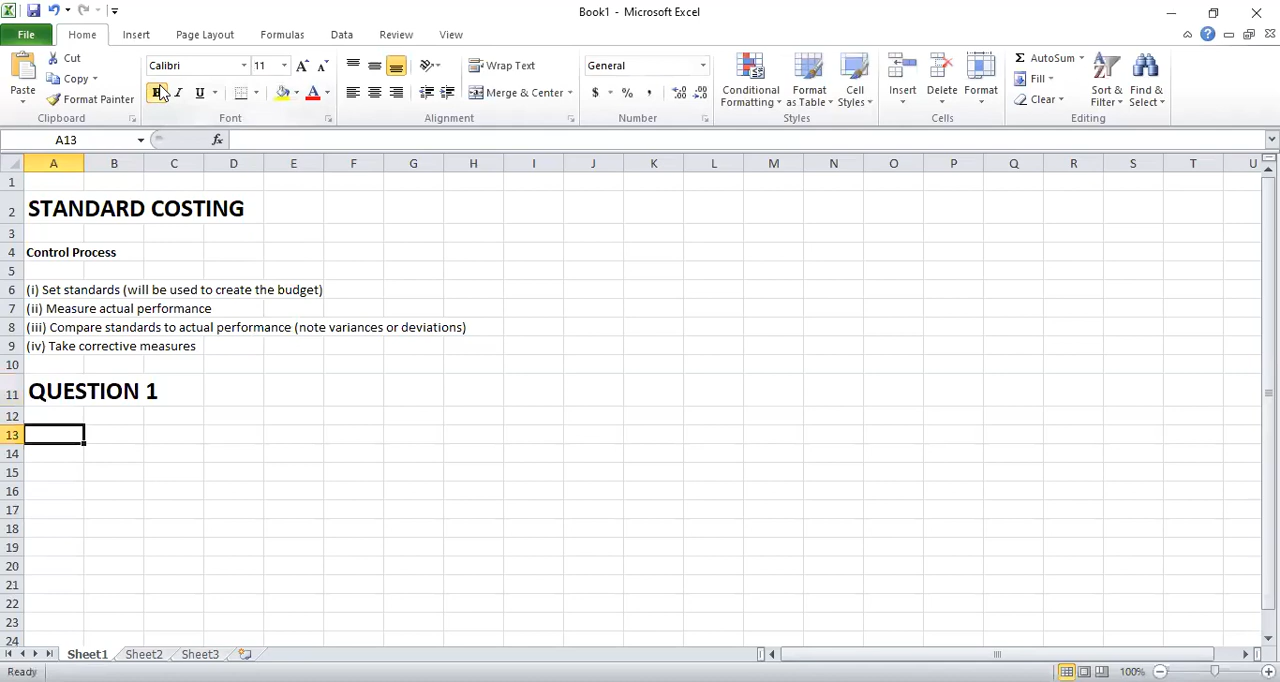 Book1 - Microsoft Excel
File Home Insert Page Layout Formulas Data Review View
Cut
Copy
Format Painter
Paste
Clipboard
Calibri 11
B I U
Font
Wrap Text
Merge & Center
Alignment
General
$ % ,
Number
Conditional Formatting
Format as Table
Cell Styles
Styles
Insert Delete Format
Cells
AutoSum
Fill
Clear
Sort & Filter
Find & Select
Editing
A13 fx
A B C D E F G H I J K L M N O P Q R S T U
1
2 STANDARD COSTING
3
4 Control Process
5
6 (i) Set standards (will be used to create the budget)
7 (ii) Measure actual performance
8 (iii) Compare standards to actual performance (note variances or deviations)
9 (iv) Take corrective measures
10
11 QUESTION 1
12
13
14
15
16
17
18
19
20
21
22
23
24
Sheet1 Sheet2 Sheet3
Ready 100%